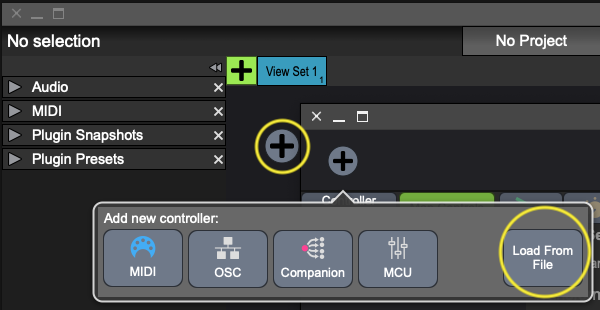 No selection
No Project
View Set 1
1
Audio
MIDI
Plugin Snapshots
Plugin Presets
Controller
Add new controller:
MIDI
OSC
Companion
MCU
Load From
File